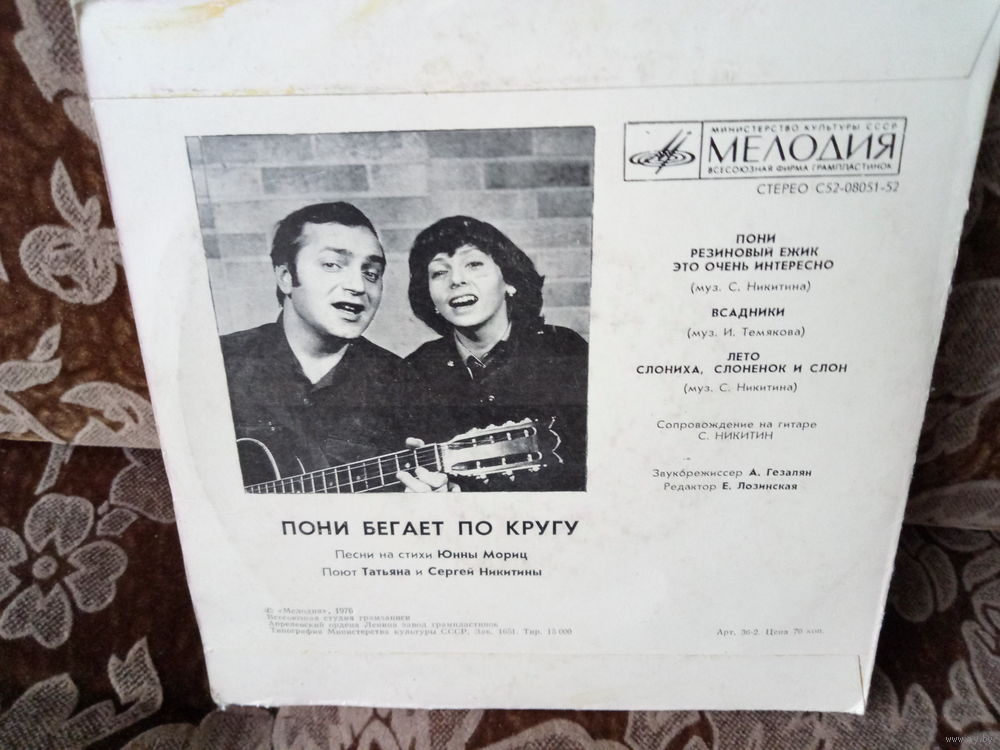 МИНИСТЕРСТВО КУЛЬТУРЫ СССР
МЕЛОДИЯ
ВСЕСОЮЗНАЯ ФИРМА ГРАМПЛАСТИНОК
СТЕРЕО С52-08051-52
ПОНИ
РЕЗИНОВЫЙ ЕЖИК
ЭТО ОЧЕНЬ ИНТЕРЕСНО
(муз. С. Никитина)
ВСАДНИКИ
(муз. И. Темякова)
ЛЕТО
СЛОНИХА, СЛОНЕНОК И СЛОН
(муз. С. Никитина)
Сопровождение на гитаре
С. НИКИТИН
Звукорежиссер А. Гезалян
Редактор Е. Лозинская
ПОНИ БЕГАЕТ ПО КРУГУ
Песни на стихи Юнны Мориц
Поют Татьяна и Сергей Никитины
© «Мелодия», 1976
Всесоюзная студия грамзаписи
Апрелевский ордена Ленина завод грампластинок
Типография Министерства культуры СССР. Зак. 1651. Тир. 15 000
Арт. 36-2. Цена 70 коп.
www.ay.by